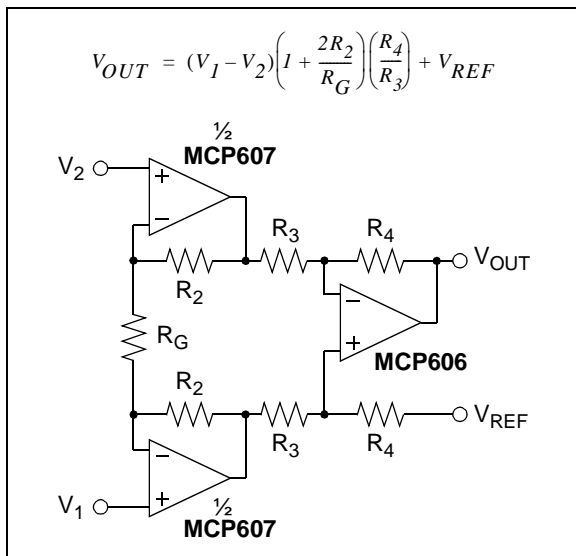 V_OUT = (V_1 – V_2)(1 + 2R_2/R_G)(R_4/R_3) + V_REF
½
MCP607
V_2
+
–
R_3
R_4
V_OUT
R_2
–
+
R_G
MCP606
R_2
V_REF
R_3
R_4
–
+
V_1
½
MCP607